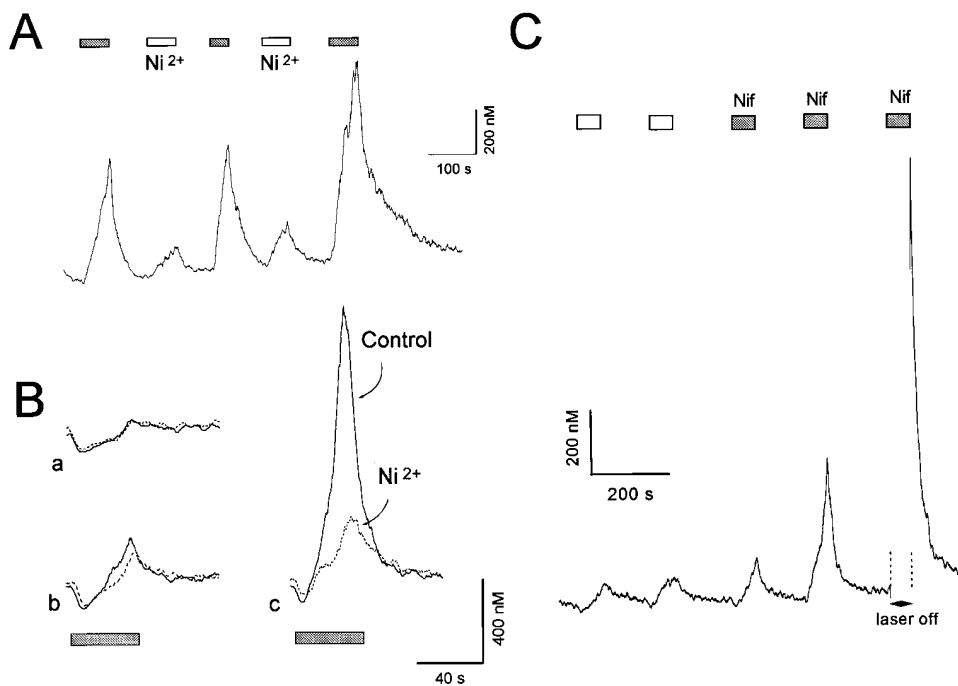 A
Ni 2+
Ni 2+
200 nM
100 s
B
Control
Ni 2+
a
b
c
400 nM
40 s
C
Nif
Nif
Nif
200 nM
200 s
laser off